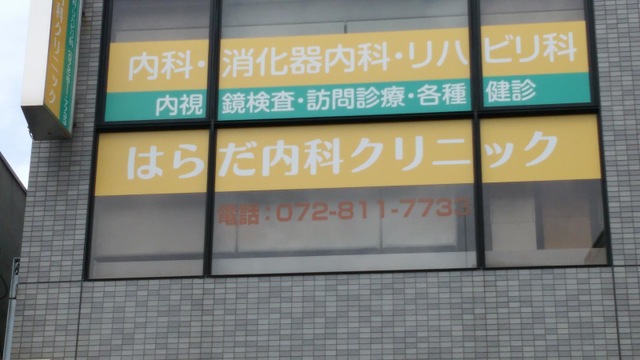 内科・消化器内科・リハビリ科
内視鏡検査・訪問診療・各種健診
はらだ内科クリニック
電話：072-811-7733